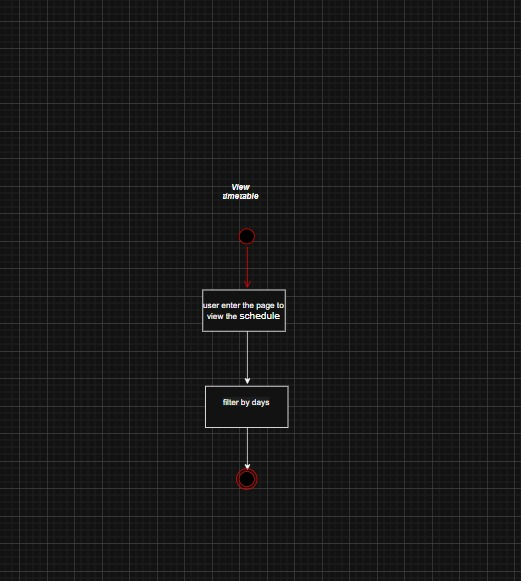 View
timetable
user enter the page to
view the schedule
filter by days